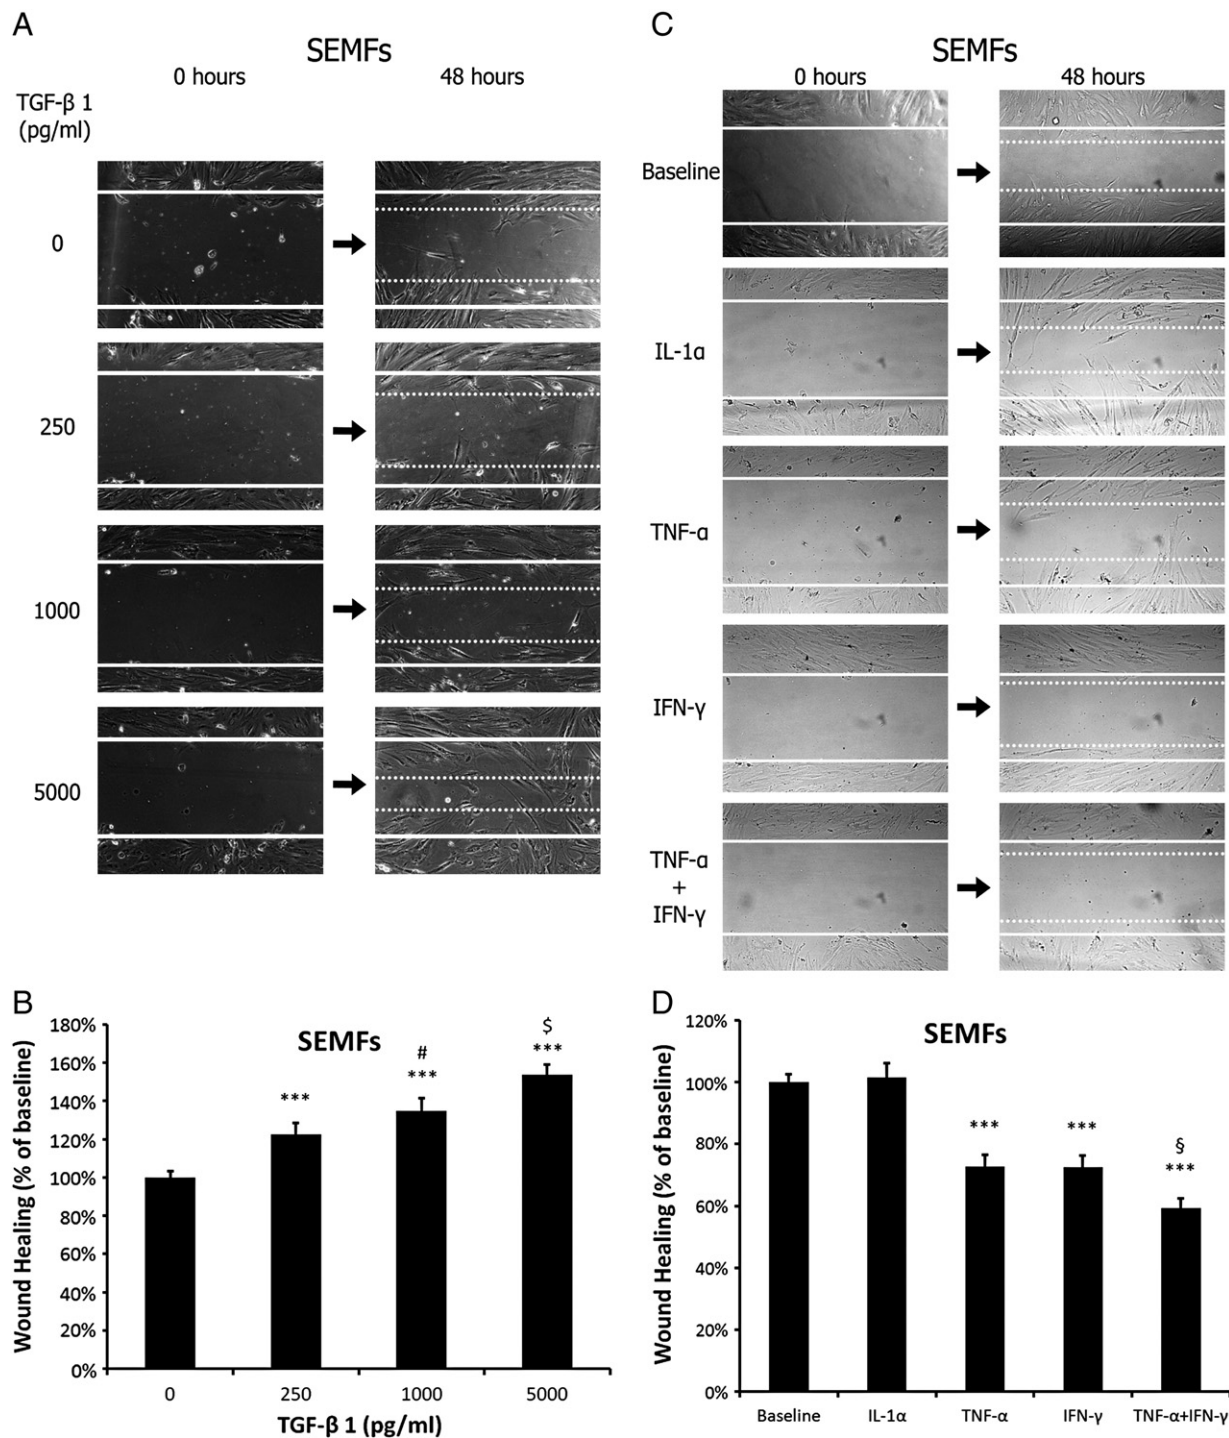 A
SEMFs
0 hours 48 hours
TGF-β 1
(pg/ml)
0
250
1000
5000
B
SEMFs
Wound Healing (% of baseline)
180%
160%
140%
120%
100%
80%
60%
40%
20%
0%
***
#
***
$
***
0 250 1000 5000
TGF-β 1 (pg/ml)
C
SEMFs
0 hours 48 hours
Baseline
IL-1α
TNF-α
IFN-γ
TNF-α
+
IFN-γ
D
SEMFs
Wound Healing (% of baseline)
120%
100%
80%
60%
40%
20%
0%
***
***
§
***
Baseline IL-1α TNF-α IFN-γ TNF-α+IFN-γ